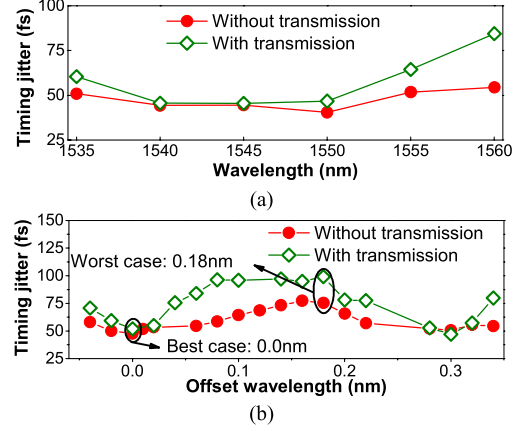 100
75
50
25
Timing jitter (fs)
Without transmission
With transmission
1535 1540 1545 1550 1555 1560
Wavelength (nm)
(a)
150
125
100
75
50
25
Timing jitter (fs)
Without transmission
With transmission
Worst case: 0.18nm
Best case: 0.0nm
0.0 0.1 0.2 0.3
Offset wavelength (nm)
(b)